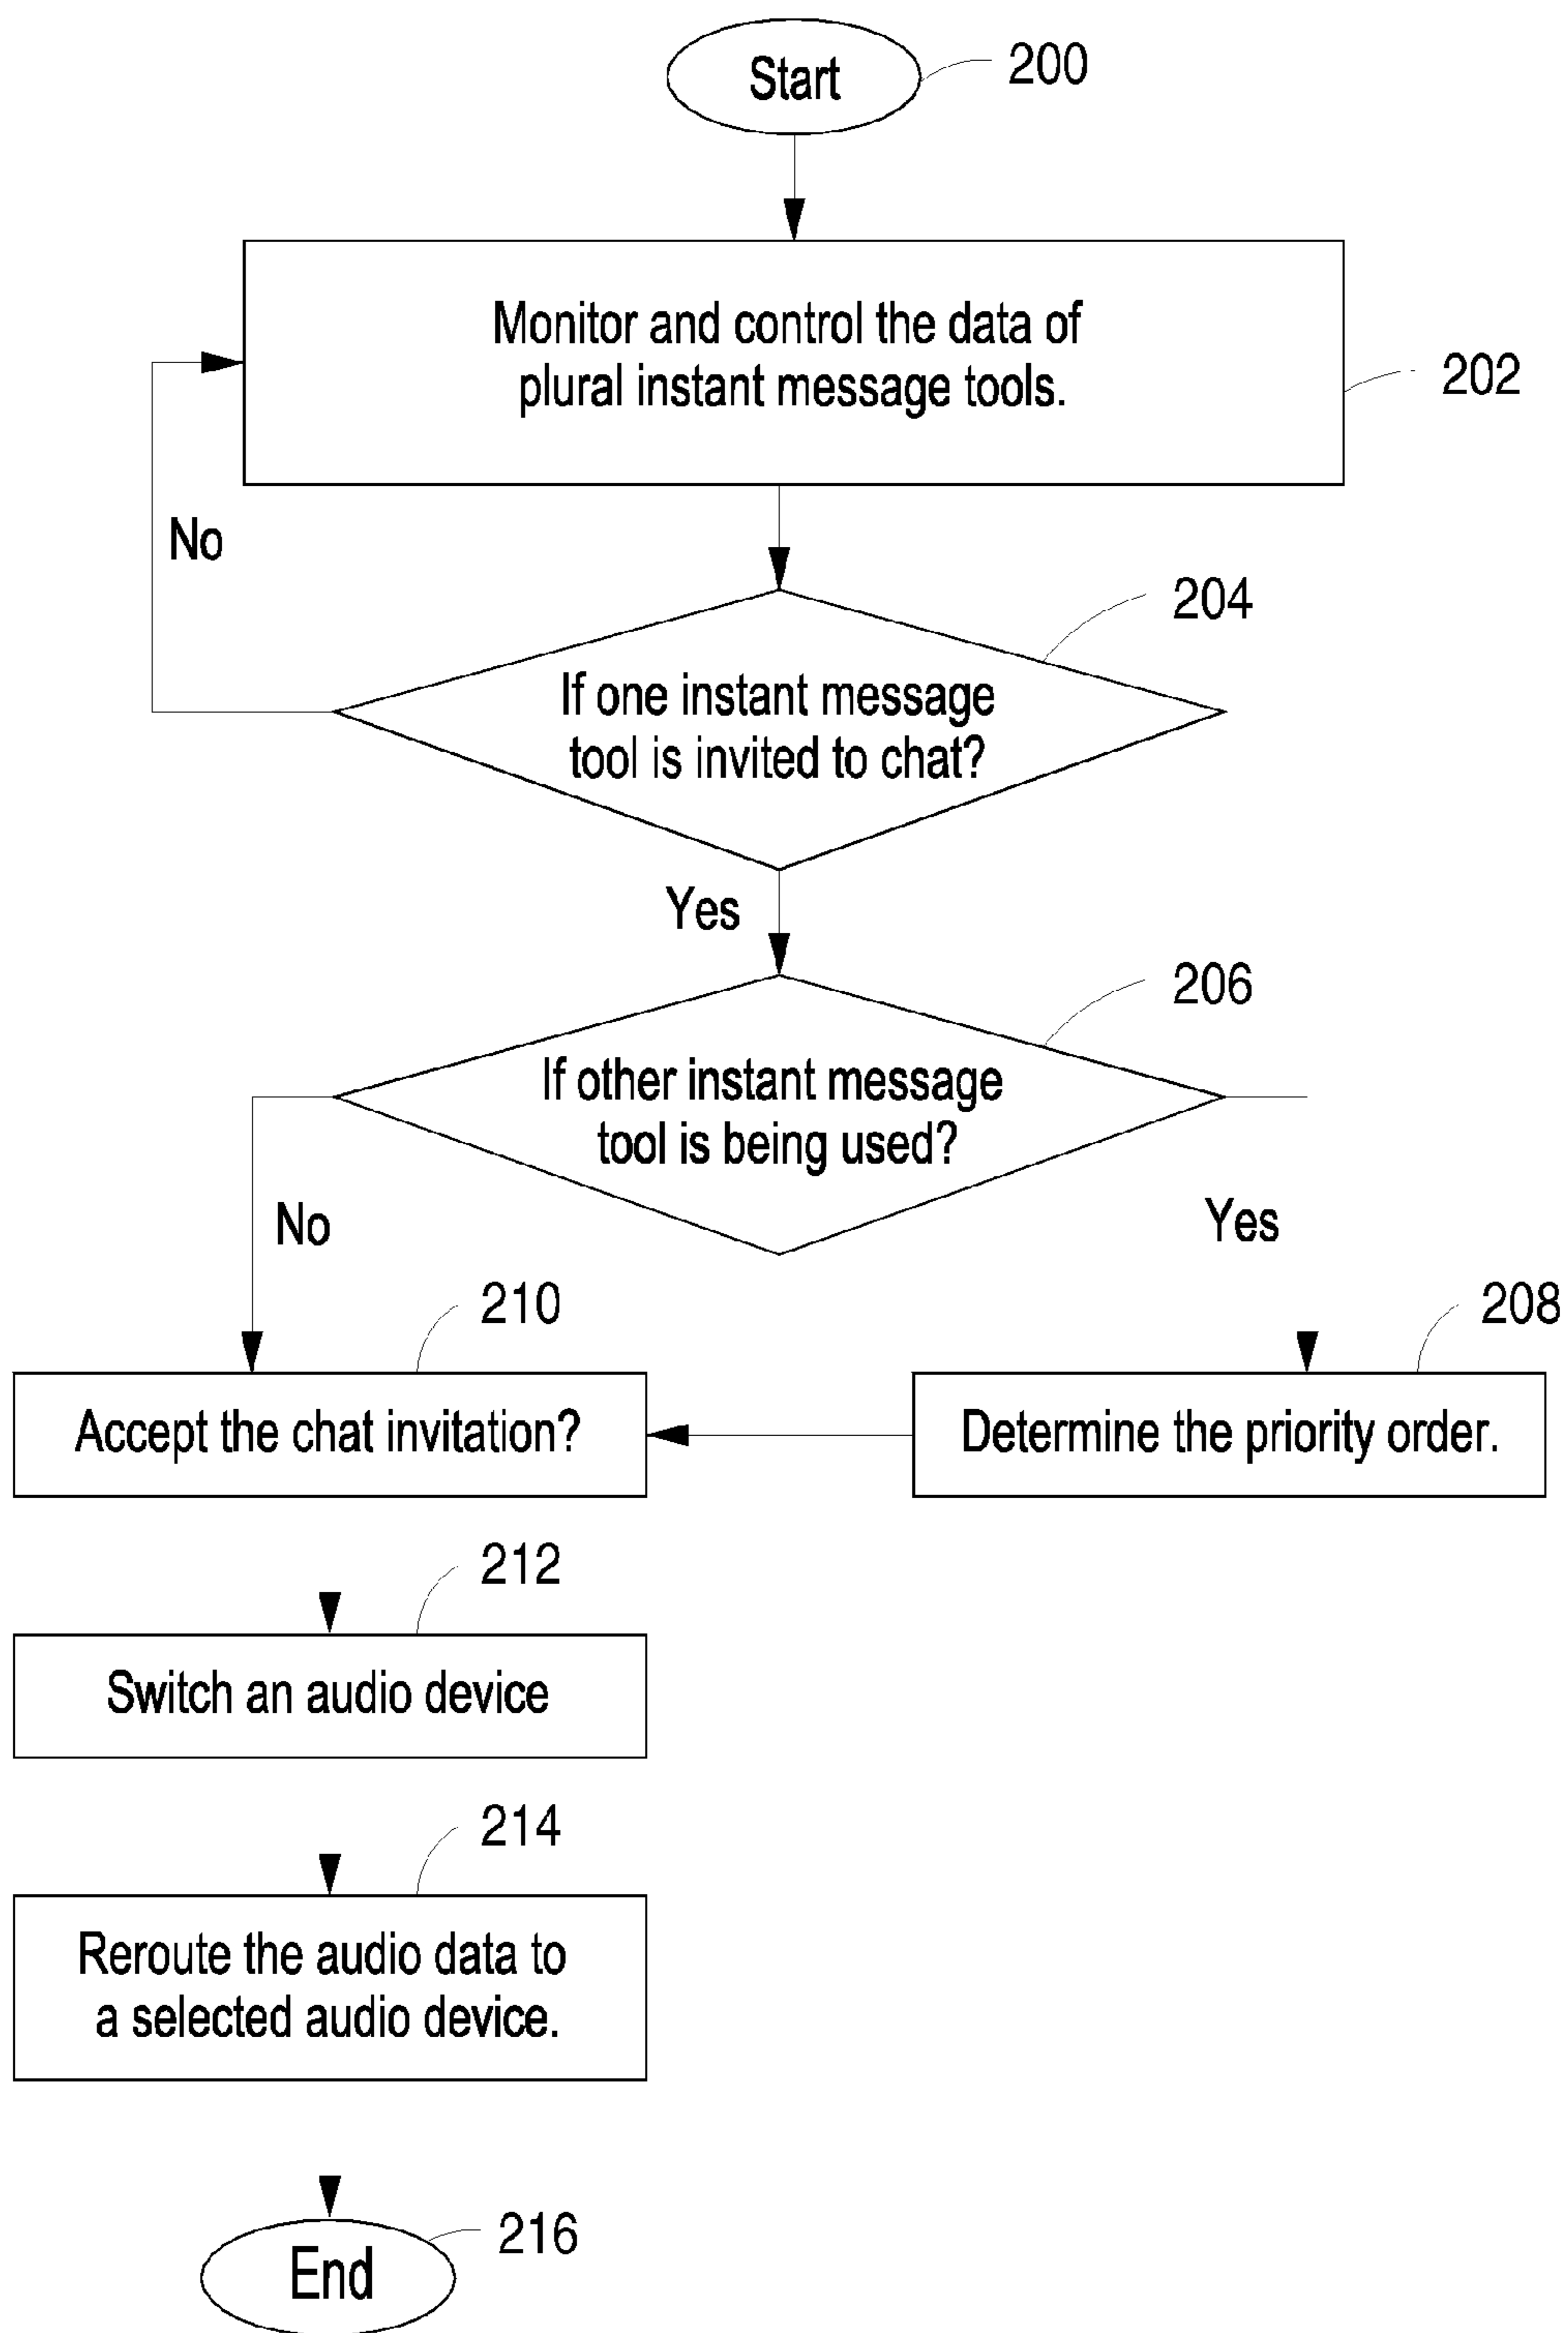 Start
200
Monitor and control the data of
plural instant message tools.
202
No
204
If one instant message
tool is invited to chat?
Yes
206
If other instant message
tool is being used?
No
Yes
210
208
Accept the chat invitation?
Determine the priority order.
212
Switch an audio device
214
Reroute the audio data to
a selected audio device.
216
End